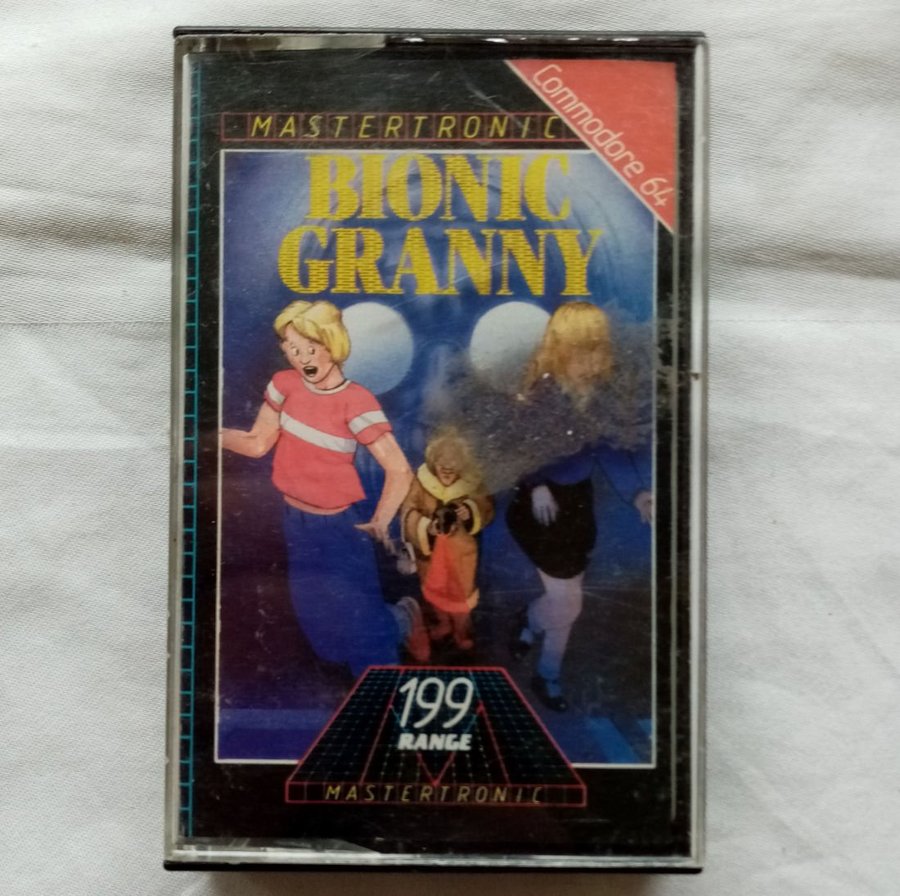 Commodore 64
MASTERTRONIC
BIONIC
GRANNY
199
RANGE
MASTERTRONIC